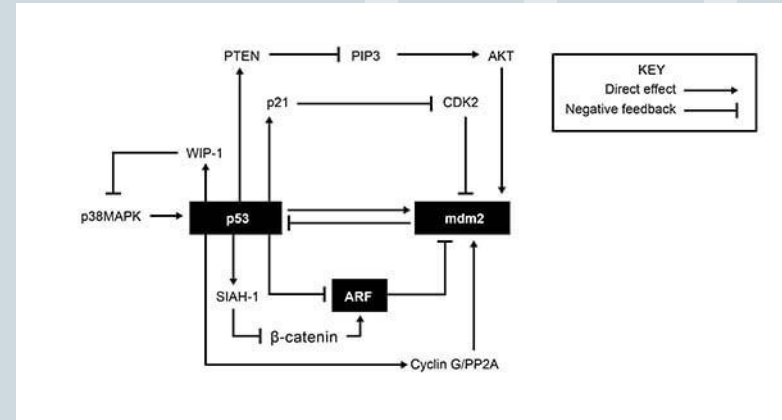 PTEN
PIP3
AKT
KEY
Direct effect
Negative feedback
p21
CDK2
WIP-1
p38MAPK
p53
mdm2
SIAH-1
ARF
β-catenin
Cyclin G/PP2A